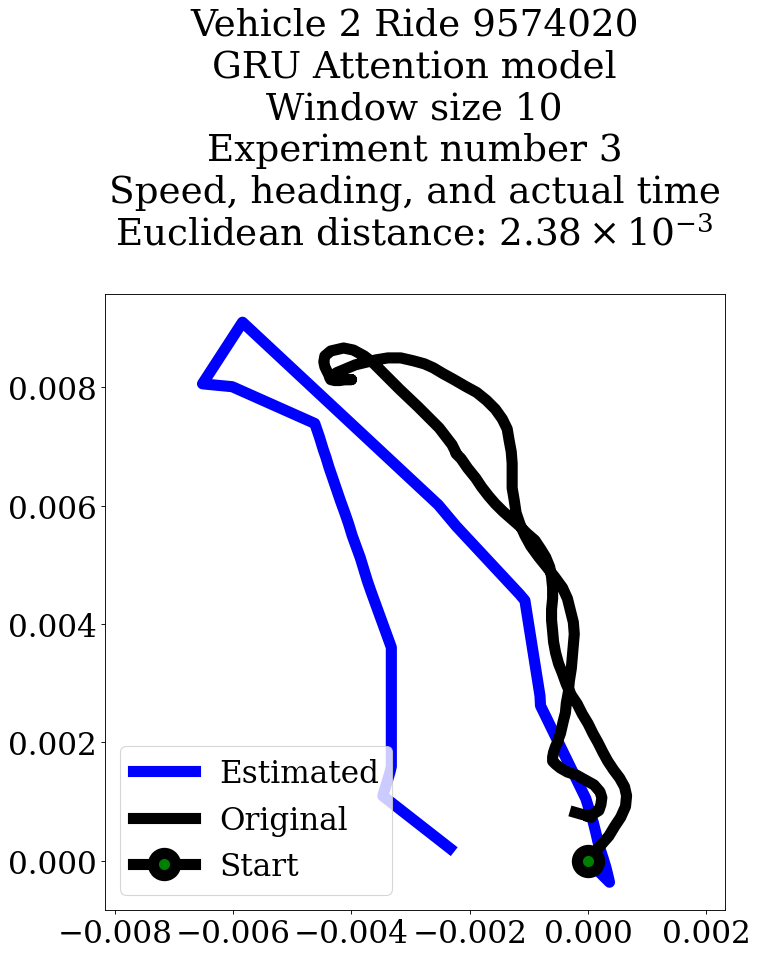 Vehicle 2 Ride 9574020
GRU Attention model
Window size 10
Experiment number 3
Speed, heading, and actual time
Euclidean distance: 2.38 × 10⁻³
0.008
0.006
0.004
0.002
0.000
Estimated
Original
Start
−0.008 −0.006 −0.004 −0.002 0.000 0.002